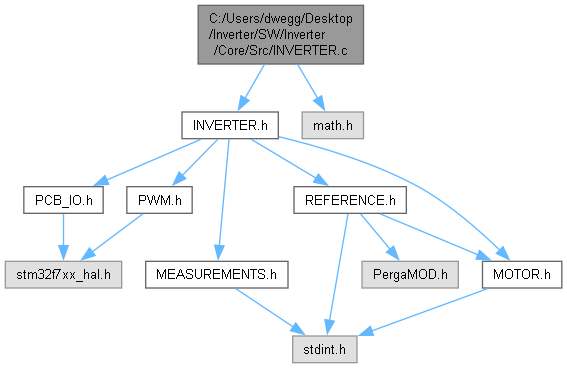 C:/Users/dwegg/Desktop
/Inverter/SW/Inverter
/Core/Src/INVERTER.c
INVERTER.h
math.h
PCB_IO.h
PWM.h
REFERENCE.h
stm32f7xx_hal.h
MEASUREMENTS.h
PergaMOD.h
MOTOR.h
stdint.h